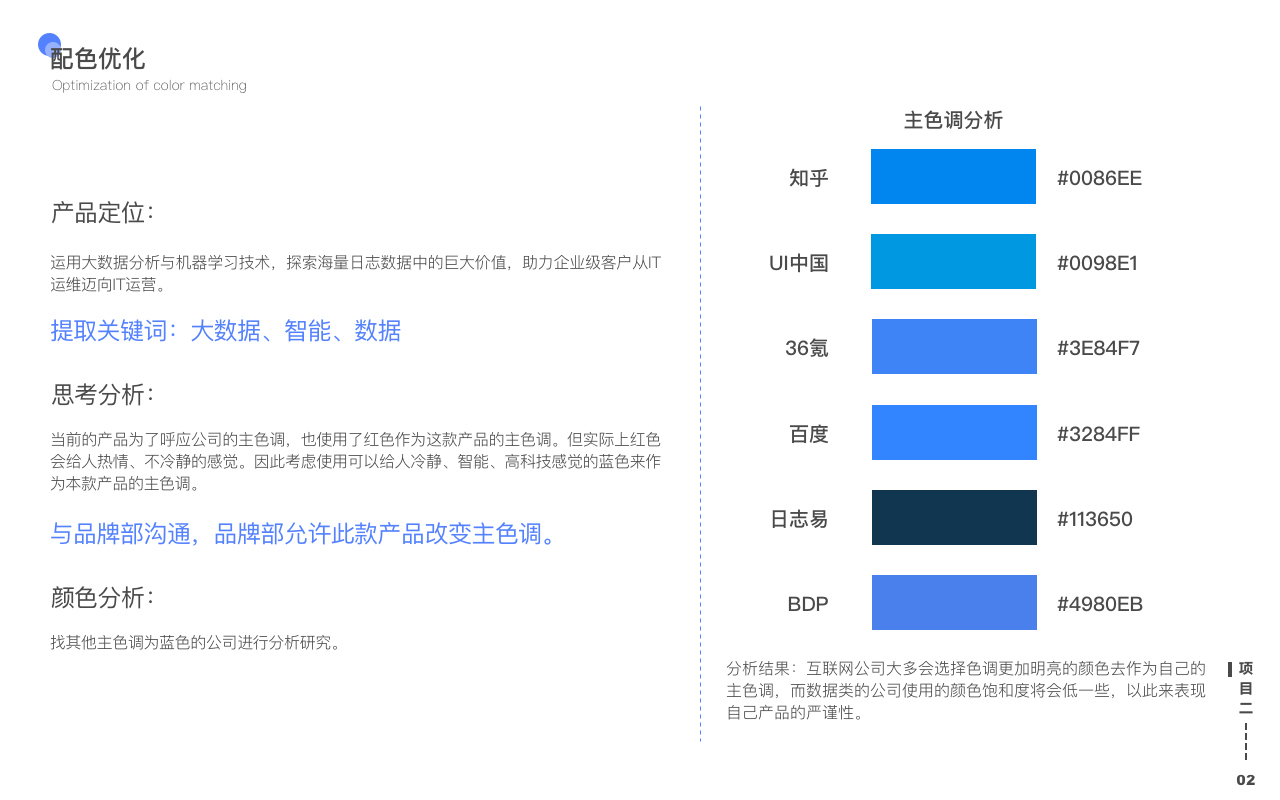 配色优化
Optimization of color matching
产品定位：
运用大数据分析与机器学习技术，探索海量日志数据中的巨大价值，助力企业级客户从IT
运维迈向IT运营。
提取关键词：大数据、智能、数据
思考分析：
当前的产品为了呼应公司的主色调，也使用了红色作为这款产品的主色调。但实际上红色
会给人热情、不冷静的感觉。因此考虑使用可以给人冷静、智能、高科技感觉的蓝色来作
为本款产品的主色调。
与品牌部沟通，品牌部允许此款产品改变主色调。
颜色分析：
找其他主色调为蓝色的公司进行分析研究。
主色调分析
知乎 #0086EE
UI中国 #0098E1
36氪 #3E84F7
百度 #3284FF
日志易 #113650
BDP #4980EB
分析结果：互联网公司大多会选择色调更加明亮的颜色去作为自己的
主色调，而数据类的公司使用的颜色饱和度将会低一些，以此来表现
自己产品的严谨性。
项目二
02